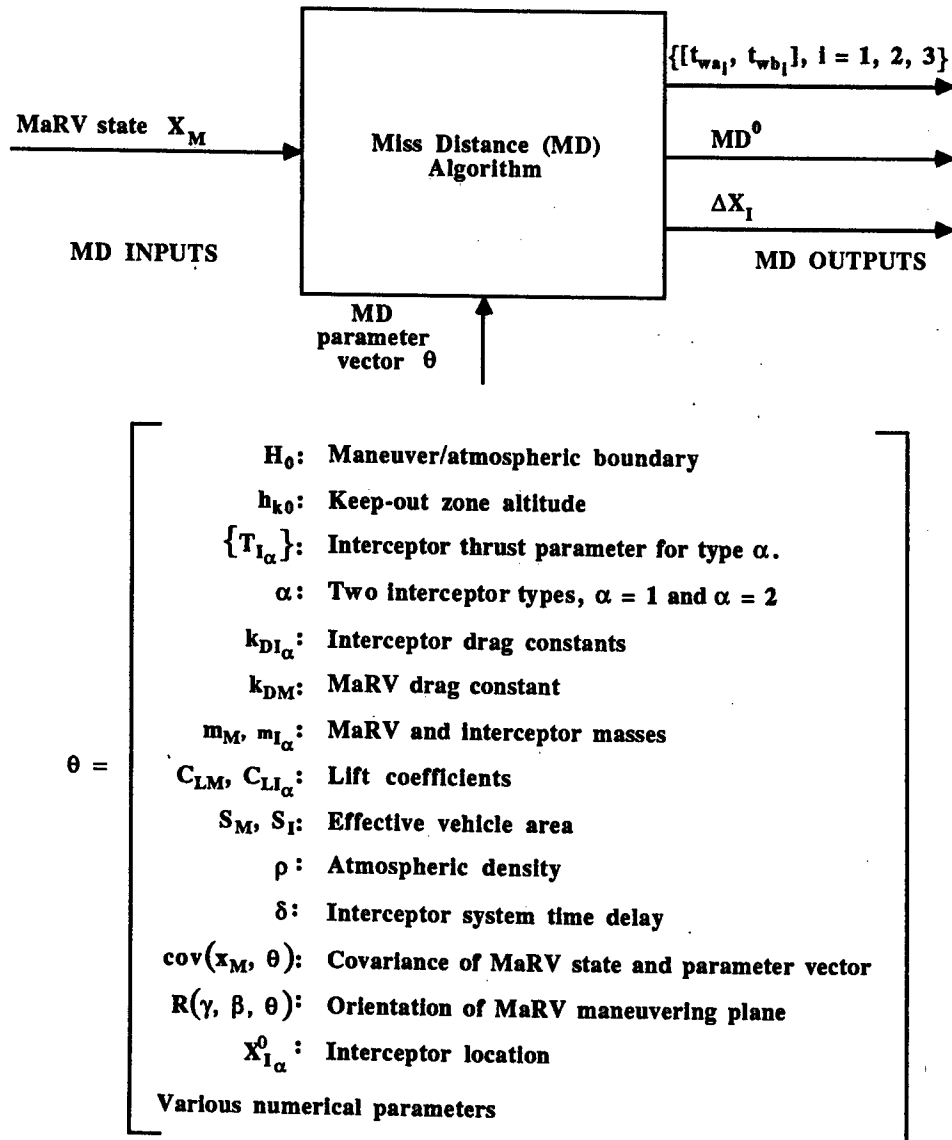 {[t_wa_i, t_wb_i], i = 1, 2, 3}
MaRV state X_M
Miss Distance (MD)
Algorithm
MD^0
ΔX_I
MD INPUTS
MD OUTPUTS
MD
parameter
vector θ
θ =
H_0: Maneuver/atmospheric boundary
h_k0: Keep-out zone altitude
{T_I_α}: Interceptor thrust parameter for type α.
α: Two interceptor types, α = 1 and α = 2
k_DI_α: Interceptor drag constants
k_DM: MaRV drag constant
m_M, m_I_α: MaRV and interceptor masses
C_LM, C_LI_α: Lift coefficients
S_M, S_I: Effective vehicle area
ρ: Atmospheric density
δ: Interceptor system time delay
cov(x_M, θ): Covariance of MaRV state and parameter vector
R(γ, β, θ): Orientation of MaRV maneuvering plane
X^0_I_α: Interceptor location
Various numerical parameters